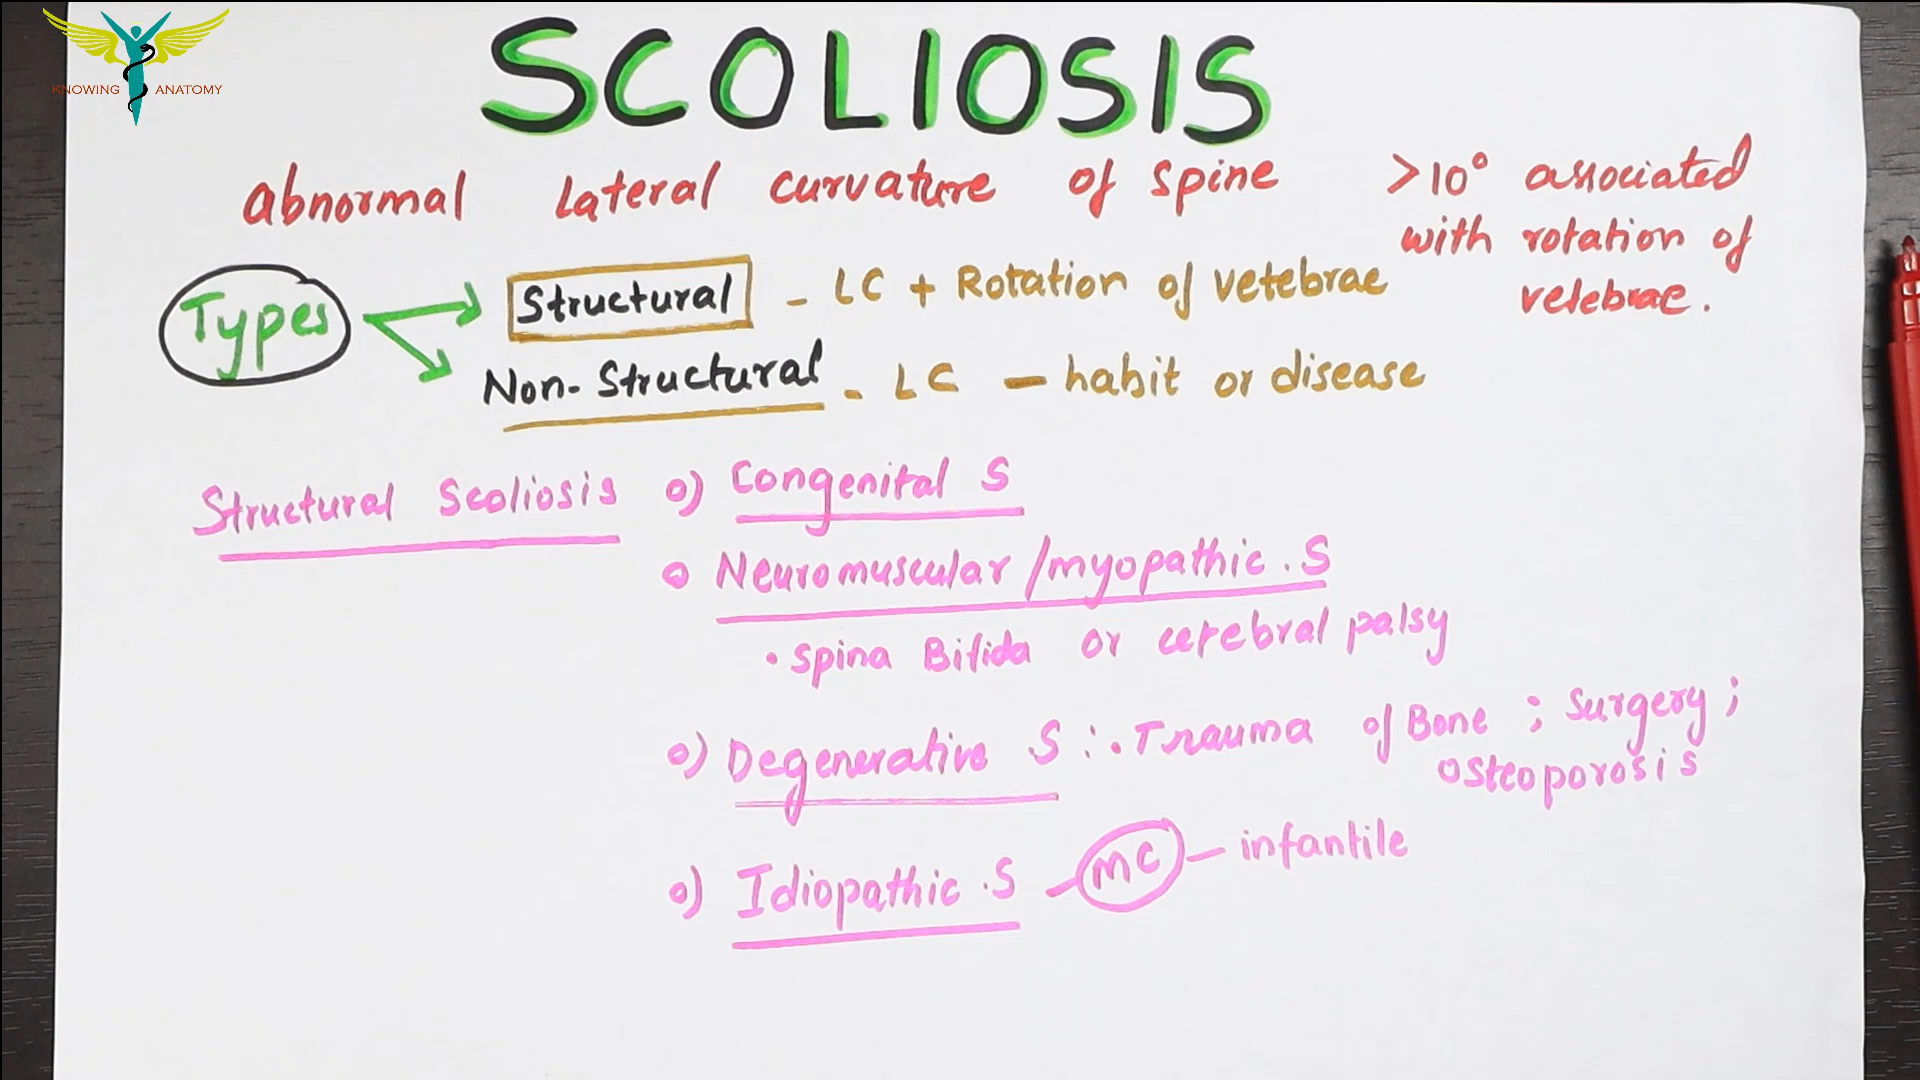 KNOWING ANATOMY
SCOLIOSIS
abnormal lateral curvature of spine >10° associated
with rotation of
vetebrae.
Types
Structural - LC + Rotation of vetebrae
Non-Structural - LC - habit or disease
Structural Scoliosis o) Congenital S
o Neuromuscular/myopathic. S
• spina Bifida or cerebral palsy
o) Degenerative S : • Trauma of Bone ; Surgery ;
osteoporosis
o) Idiopathic .S - MC - infantile